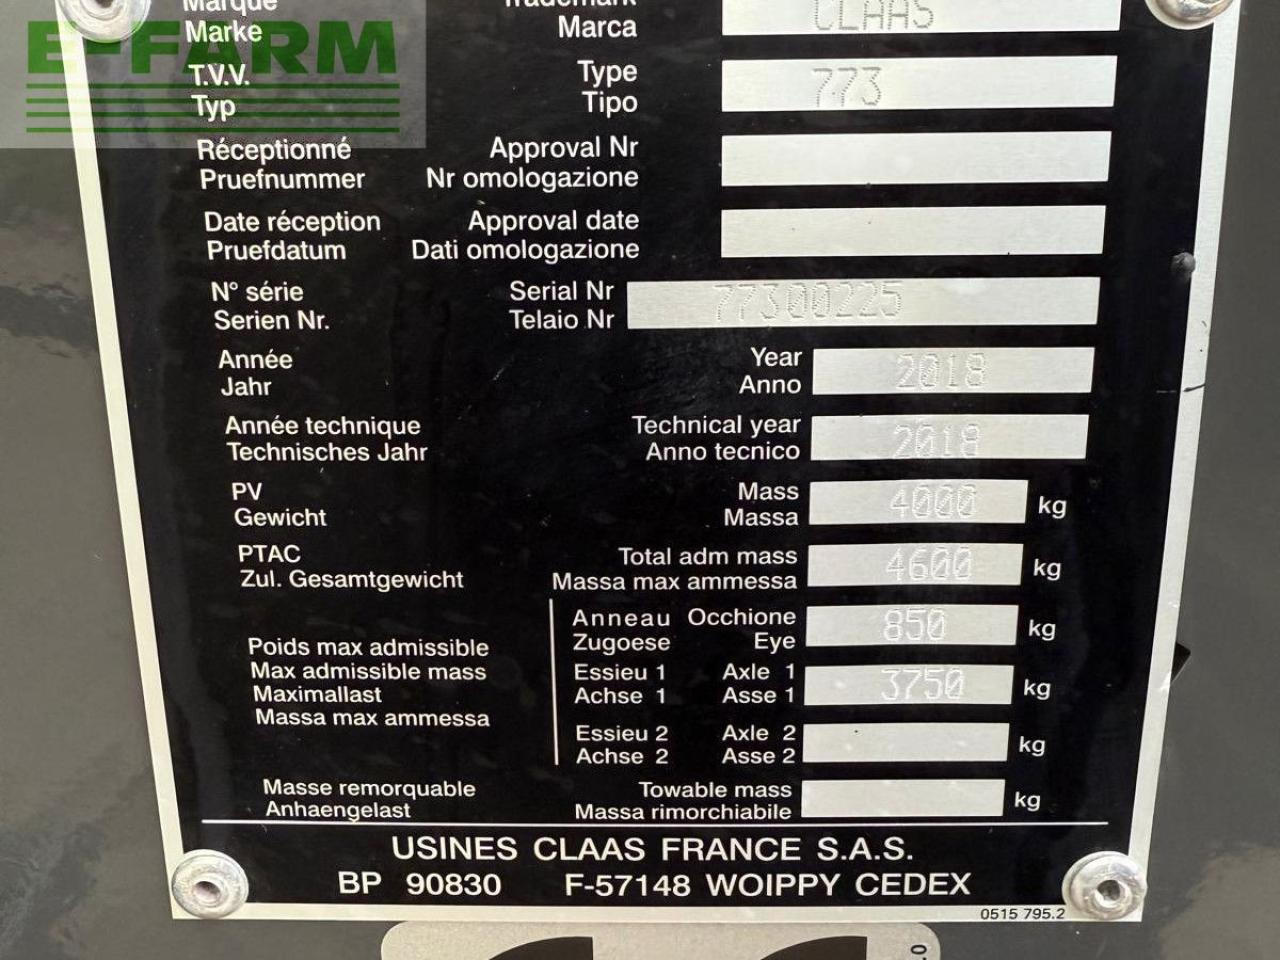 E-FARM
Marque Trademark CLAAS
Marke Marca
T.V.V. Type 773
Typ Tipo
Réceptionné Approval Nr
Pruefnummer Nr omologazione
Date réception Approval date
Pruefdatum Dati omologazione
N° série Serial Nr 77300225
Serien Nr. Telaio Nr
Année Year 2018
Jahr Anno
Année technique Technical year 2018
Technisches Jahr Anno tecnico
PV Mass 4000 kg
Gewicht Massa
PTAC Total adm mass 4600 kg
Zul. Gesamtgewicht Massa max ammessa
Anneau Occhione 850 kg
Zugoese Eye
Poids max admissible
Max admissible mass
Maximallast
Massa max ammessa
Essieu 1 Axle 1 3750 kg
Achse 1 Asse 1
Essieu 2 Axle 2 kg
Achse 2 Asse 2
Masse remorquable Towable mass kg
Anhaengelast Massa rimorchiabile
USINES CLAAS FRANCE S.A.S.
BP 90830 F-57148 WOIPPY CEDEX
0515 795.2